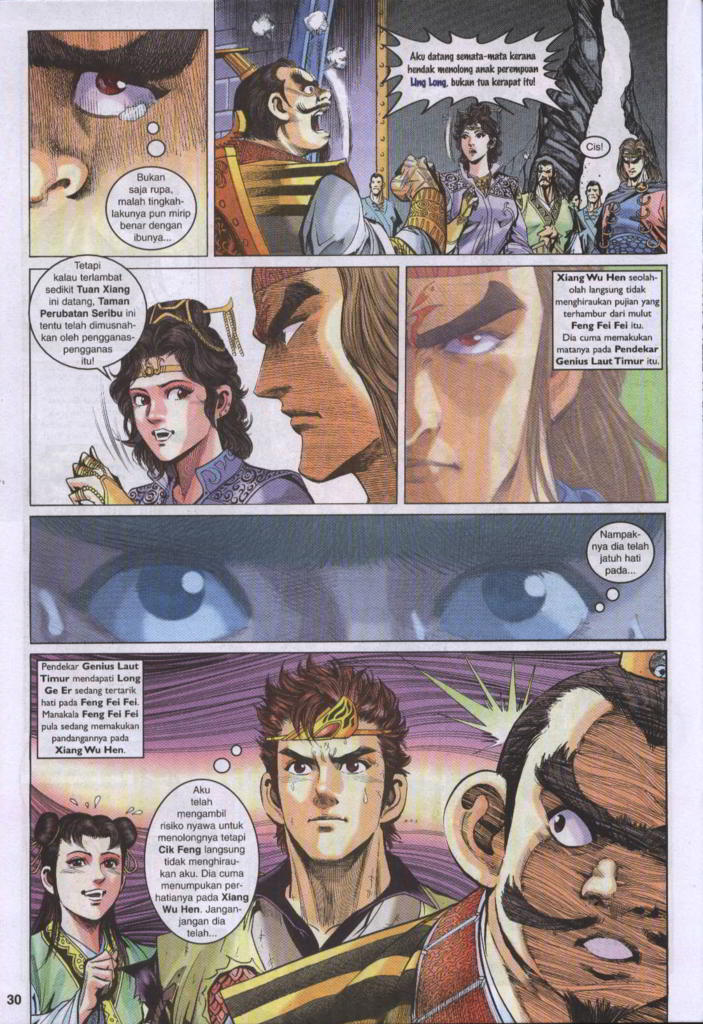 Bukan
saja rupa,
malah tingkah-
lakunya pun mirip
benar dengan
ibunya...
Aku datang semata-mata kerana
hendak menolong anak perempuan
Ling Long, bukan tua kerapat itu!
Cis!
Tetapi
kalau terlambat
sedikit Tuan Xiang
ini datang, Taman
Perubatan Seribu ini
tentu telah dimusnah-
kan oleh pengganas-
pengganas
itu!
Xiang Wu Hen seolah-
olah langsung tidak
menghiraukan pujian yang
terhambur dari mulut
Feng Fei Fei itu.
Dia cuma memakukan
matanya pada Pendekar
Genius Laut Timur itu.
Nampak-
nya dia telah
jatuh hati
pada...
Pendekar Genius Laut
Timur mendapati Long
Ge Er sedang tertarik
hati pada Feng Fei Fei.
Manakala Feng Fei Fei
pula sedang memakukan
pandangannya pada
Xiang Wu Hen.
Aku
telah
mengambil
risiko nyawa untuk
menolongnya tetapi
Cik Feng langsung
tidak menghirau-
kan aku. Dia cuma
menumpukan per-
hatianya pada Xiang
Wu Hen. Jangan-
jangan dia
telah...
30